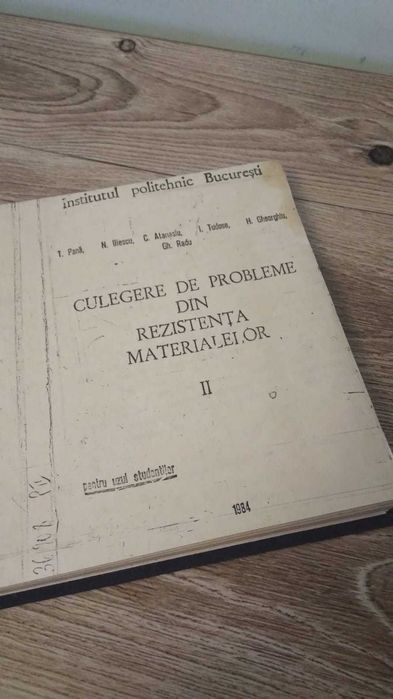 institutul politehnic București
T. Pană, N. Iliescu, C. Atanasiu, I. Tudose, H. Gheorghiu,
Gh. Radu
CULEGERE DE PROBLEME
DIN
REZISTENȚA
MATERIALELOR
II
pentru uzul studenților
1984